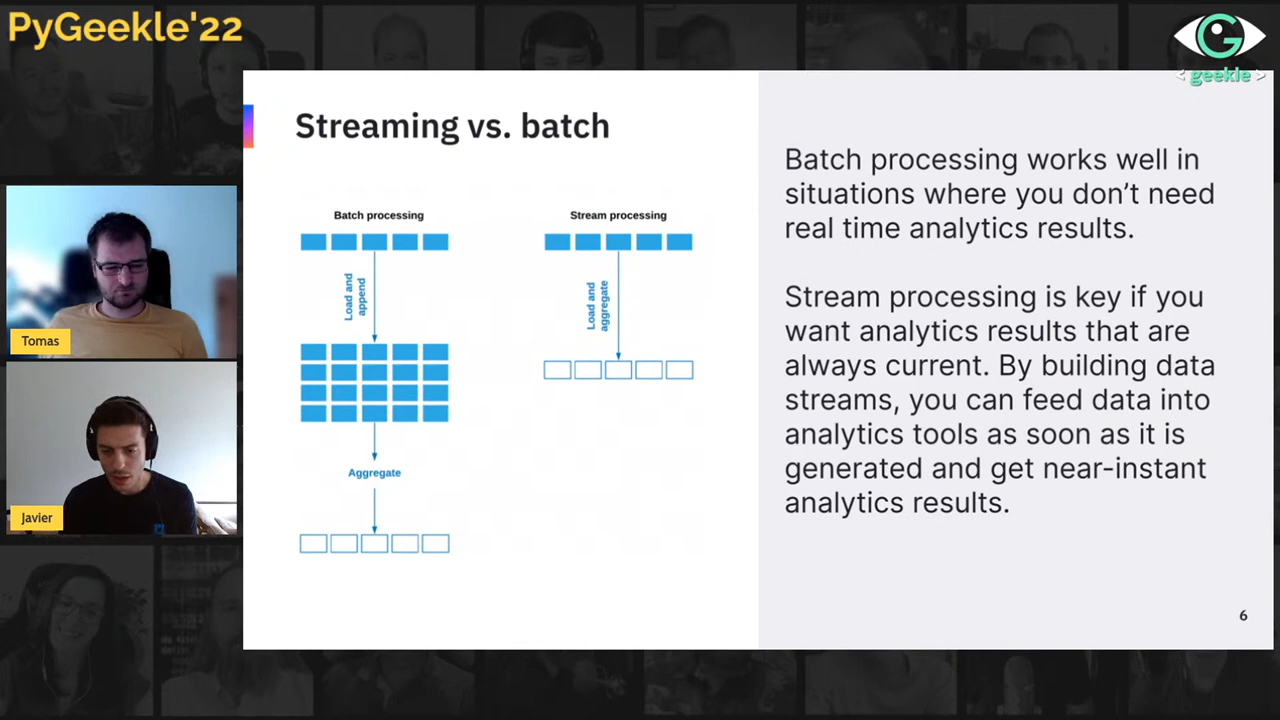 PyGeekle'22
< geekle >
Streaming vs. batch
Batch processing
Load and
append
Aggregate
Stream processing
Load and
aggregate
Batch processing works well in
situations where you don't need
real time analytics results.
Stream processing is key if you
want analytics results that are
always current. By building data
streams, you can feed data into
analytics tools as soon as it is
generated and get near-instant
analytics results.
6
Tomas
Javier